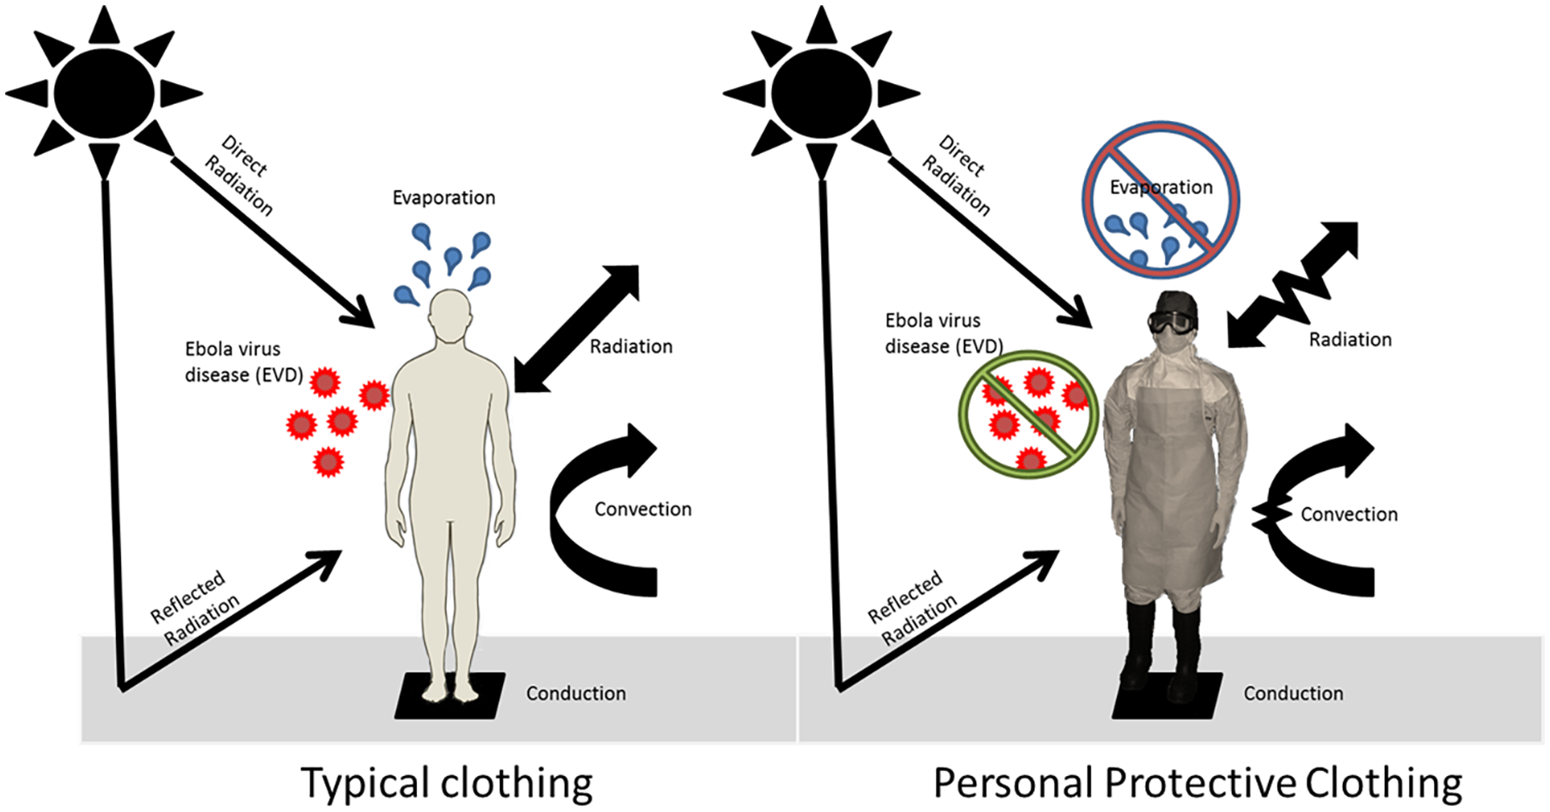 Direct
Radiation
Evaporation
Ebola virus
disease (EVD)
Radiation
Convection
Reflected
Radiation
Conduction
Typical clothing
Direct
Radiation
Evaporation
Ebola virus
disease (EVD)
Radiation
Convection
Reflected
Radiation
Conduction
Personal Protective Clothing